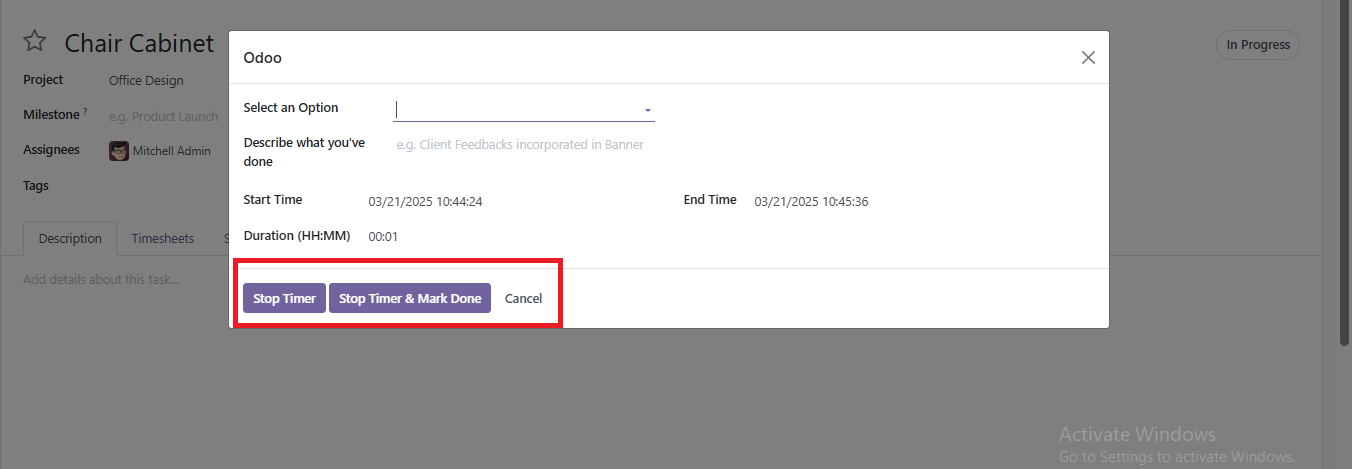 Chair Cabinet
In Progress
Project Office Design
Milestone ? e.g. Product Launch
Assignees Mitchell Admin
Tags
Description Timesheets S
Add details about this task...
Odoo
Select an Option
Describe what you've
done
e.g. Client Feedbacks incorporated in Banner
Start Time 03/21/2025 10:44:24 End Time 03/21/2025 10:45:36
Duration (HH:MM) 00:01
Stop Timer Stop Timer & Mark Done Cancel
Activate Windows
Go to Settings to activate Windows.